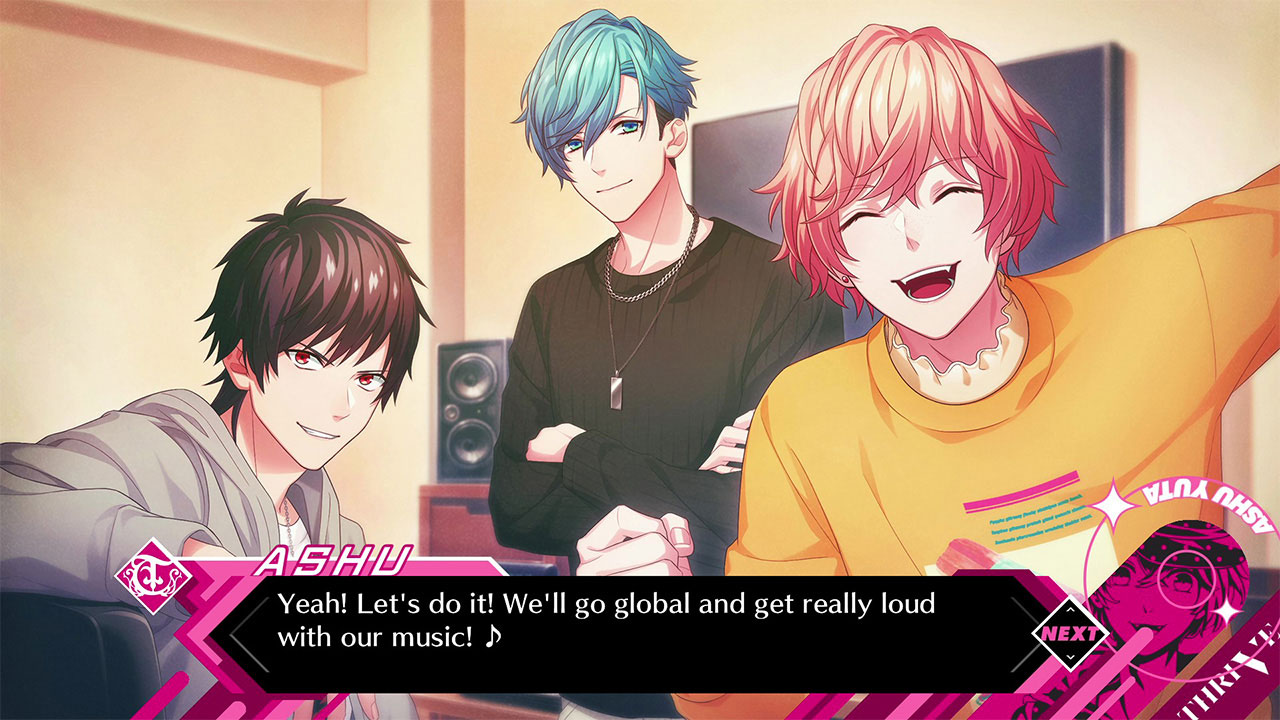 ASHU
Yeah! Let's do it! We'll go global and get really loud
with our music! ♪
NEXT
ASHU YUTA
THRIVE